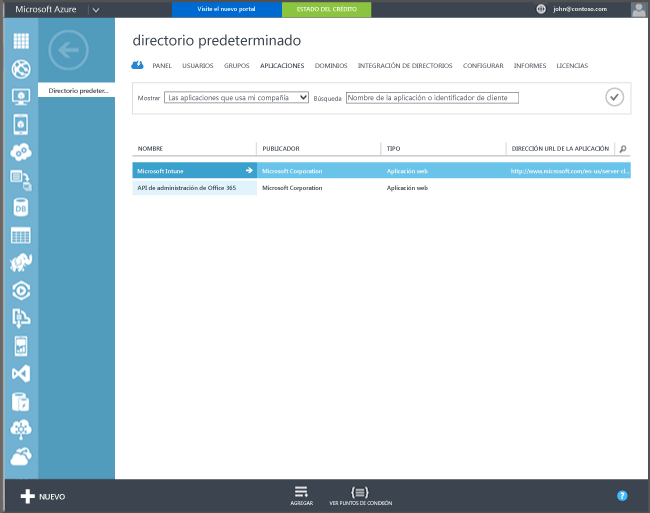 Microsoft Azure
Visite el nuevo portal
ESTADO DEL CRÉDITO
john@contoso.com
directorio predeterminado
Directorio predeter...
PANEL USUARIOS GRUPOS APLICACIONES DOMINIOS INTEGRACIÓN DE DIRECTORIOS CONFIGURAR INFORMES LICENCIAS
Mostrar Las aplicaciones que usa mi compañía Búsqueda Nombre de la aplicación o identificador de cliente
NOMBRE PUBLICADOR TIPO DIRECCIÓN URL DE LA APLICACIÓN
Microsoft Intune Microsoft Corporation Aplicación web http://www.microsoft.com/en-us/server-cl...
API de administración de Office 365 Microsoft Corporation Aplicación web
DB
NUEVO
AGREGAR
VER PUNTOS DE CONEXIÓN
?